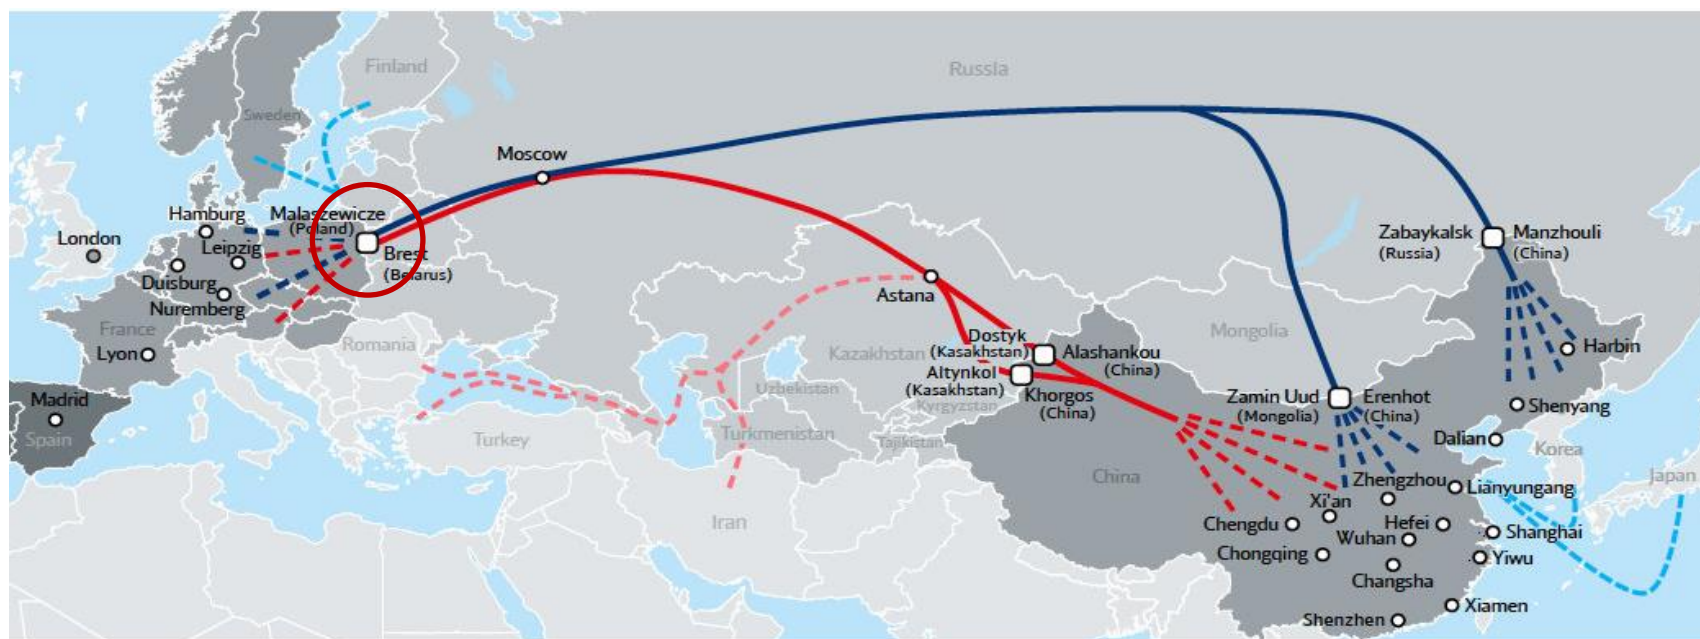 Finland
Russia
Sweden
Moscow
Hamburg
Malaszewicze
(Poland)
London
Leipzig
Brest
(Belarus)
Duisburg
Nuremberg
France
Lyon
Romania
Madrid
Spain
Turkey
Astana
Kazakhstan
Uzbekistan
Turkmenistan
Kyrgyzstan
Tajikistan
Iran
Dostyk
(Kasakhstan)
Alashankou
(China)
Altynkol
(Kasakhstan)
Khorgos
(China)
Mongolia
Zabaykalsk
(Russia)
Manzhouli
(China)
Harbin
Zamin Uud
(Mongolia)
Erenhot
(China)
Shenyang
Dalian
Korea
Japan
China
Zhengzhou
Lianyungang
Xi'an
Chengdu
Hefei
Shanghai
Wuhan
Chongqing
Yiwu
Changsha
Xiamen
Shenzhen